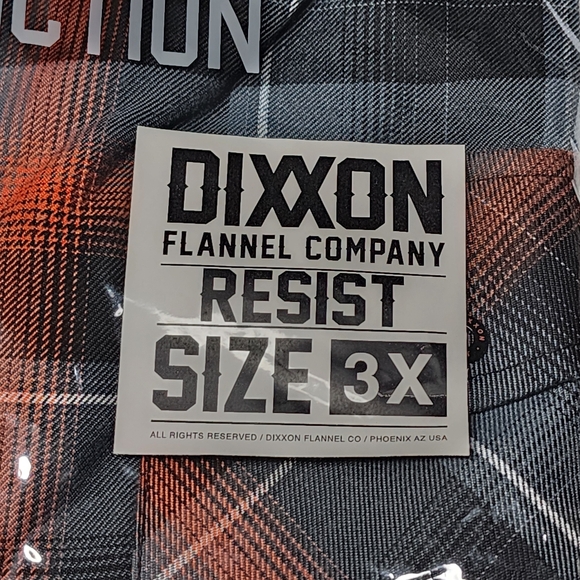 CTION
DIXXON
FLANNEL COMPANY
RESIST
SIZE 3X
ALL RIGHTS RESERVED / DIXXON FLANNEL CO / PHOENIX AZ USA